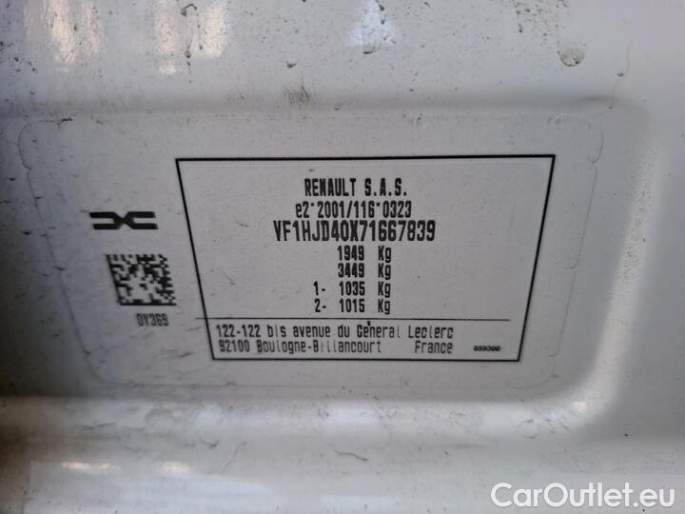 RENAULT S.A.S.
e2*2001/116*0323
VF1HJD40X71667839
1949 Kg
3449 Kg
1- 1035 Kg
2- 1015 Kg
DV369
122-122 bis avenue du Général Leclerc
92100 Boulogne-Billancourt France
CarOutlet.eu